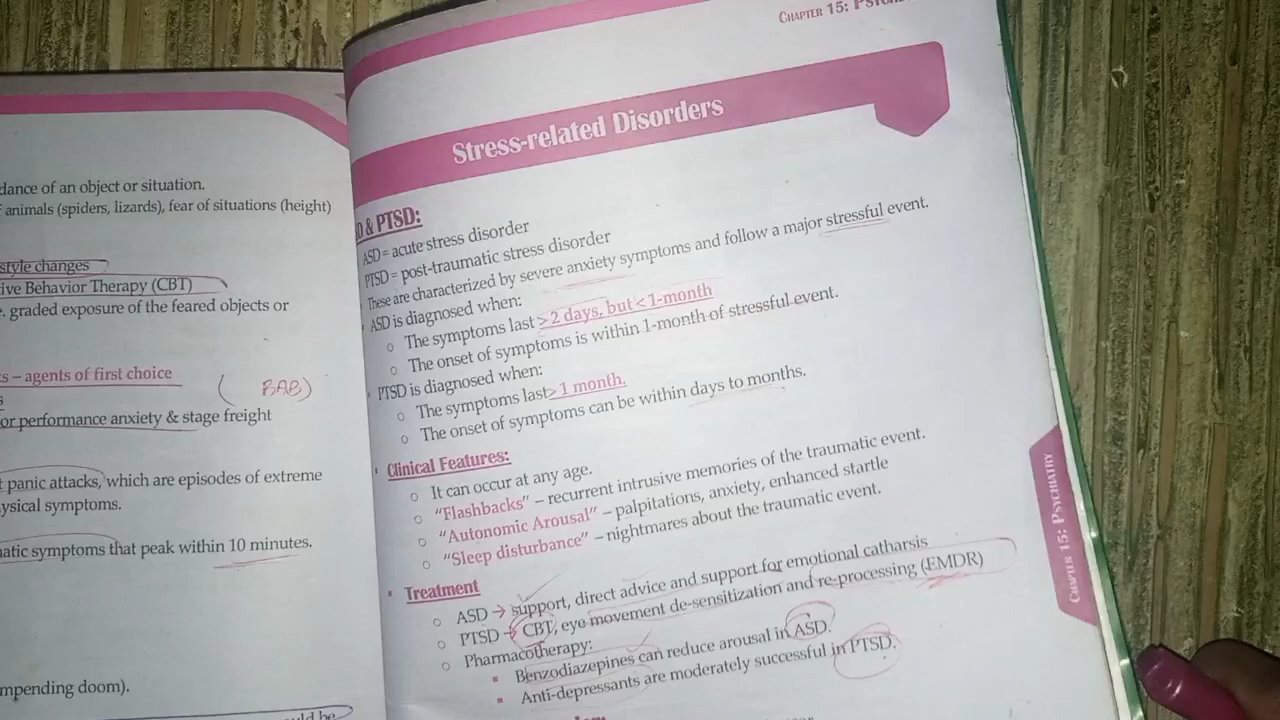 dance of an object or situation.
animals (spiders, lizards), fear of situations (height)
style changes
ive Behavior Therapy (CBT)
. graded exposure of the feared objects or
s – agents of first choice
( BAB)
s
or performance anxiety & stage freight
t panic attacks, which are episodes of extreme
ysical symptoms.
atic symptoms that peak within 10 minutes.
mpending doom).
uld be
CHAPTER 15:
Stress-related Disorders
D & PTSD:
ASD = acute stress disorder
PTSD = post-traumatic stress disorder
These are characterized by severe anxiety symptoms and follow a major stressful event.
ASD is diagnosed when:
o The symptoms last > 2 days, but < 1-month
o The onset of symptoms is within 1-month of stressful event.
PTSD is diagnosed when:
o The symptoms last > 1 month.
o The onset of symptoms can be within days to months.
Clinical Features:
o It can occur at any age.
o "Flashbacks" – recurrent intrusive memories of the traumatic event.
o "Autonomic Arousal" – palpitations, anxiety, enhanced startle
o "Sleep disturbance" – nightmares about the traumatic event.
Treatment
o ASD → support, direct advice and support for emotional catharsis
o PTSD → CBT, eye movement de-sensitization and re-processing (EMDR)
o Pharmacotherapy:
▪ Benzodiazepines can reduce arousal in ASD.
▪ Anti-depressants are moderately successful in PTSD.
CHAPTER 15: PSYCHIATRY